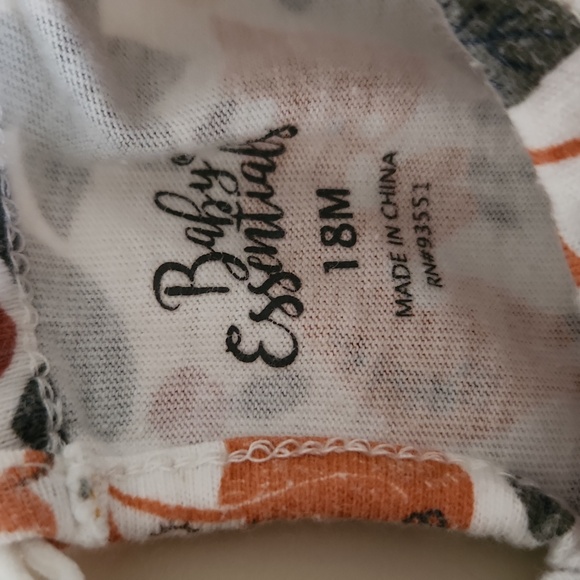 Baby
Essentials
18M
MADE IN CHINA
RN#93551